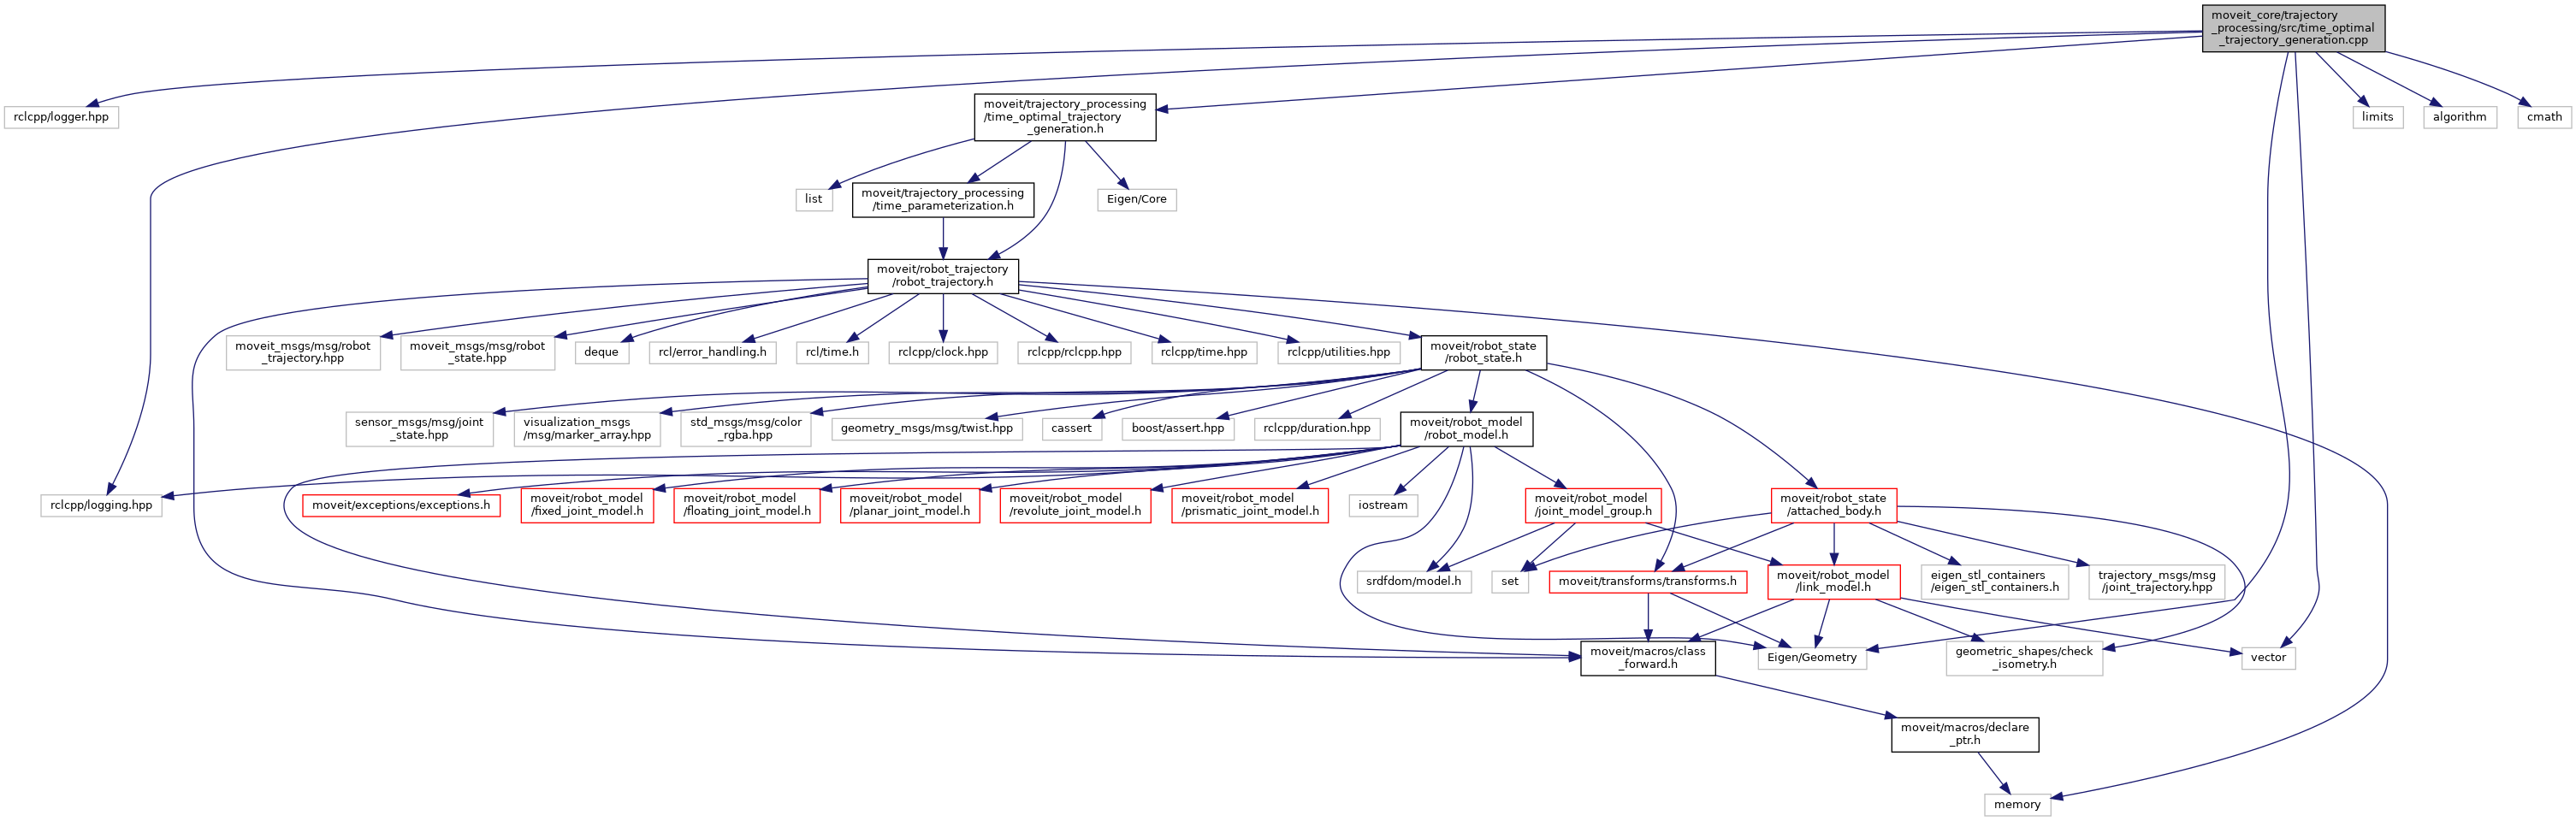 moveit_core/trajectory
_processing/src/time_optimal
_trajectory_generation.cpp
rclcpp/logger.hpp
moveit/trajectory_processing
/time_optimal_trajectory
_generation.h
limits
algorithm
cmath
list
moveit/trajectory_processing
/time_parameterization.h
Eigen/Core
moveit/robot_trajectory
/robot_trajectory.h
moveit_msgs/msg/robot
_trajectory.hpp
moveit_msgs/msg/robot
_state.hpp
deque
rcl/error_handling.h
rcl/time.h
rclcpp/clock.hpp
rclcpp/rclcpp.hpp
rclcpp/time.hpp
rclcpp/utilities.hpp
moveit/robot_state
/robot_state.h
sensor_msgs/msg/joint
_state.hpp
visualization_msgs
/msg/marker_array.hpp
std_msgs/msg/color
_rgba.hpp
geometry_msgs/msg/twist.hpp
cassert
boost/assert.hpp
rclcpp/duration.hpp
moveit/robot_model
/robot_model.h
rclcpp/logging.hpp
moveit/exceptions/exceptions.h
moveit/robot_model
/fixed_joint_model.h
moveit/robot_model
/floating_joint_model.h
moveit/robot_model
/planar_joint_model.h
moveit/robot_model
/revolute_joint_model.h
moveit/robot_model
/prismatic_joint_model.h
iostream
moveit/robot_model
/joint_model_group.h
moveit/robot_state
/attached_body.h
srdfdom/model.h
set
moveit/transforms/transforms.h
moveit/robot_model
/link_model.h
eigen_stl_containers
/eigen_stl_containers.h
trajectory_msgs/msg
/joint_trajectory.hpp
moveit/macros/class
_forward.h
Eigen/Geometry
geometric_shapes/check
_isometry.h
vector
moveit/macros/declare
_ptr.h
memory